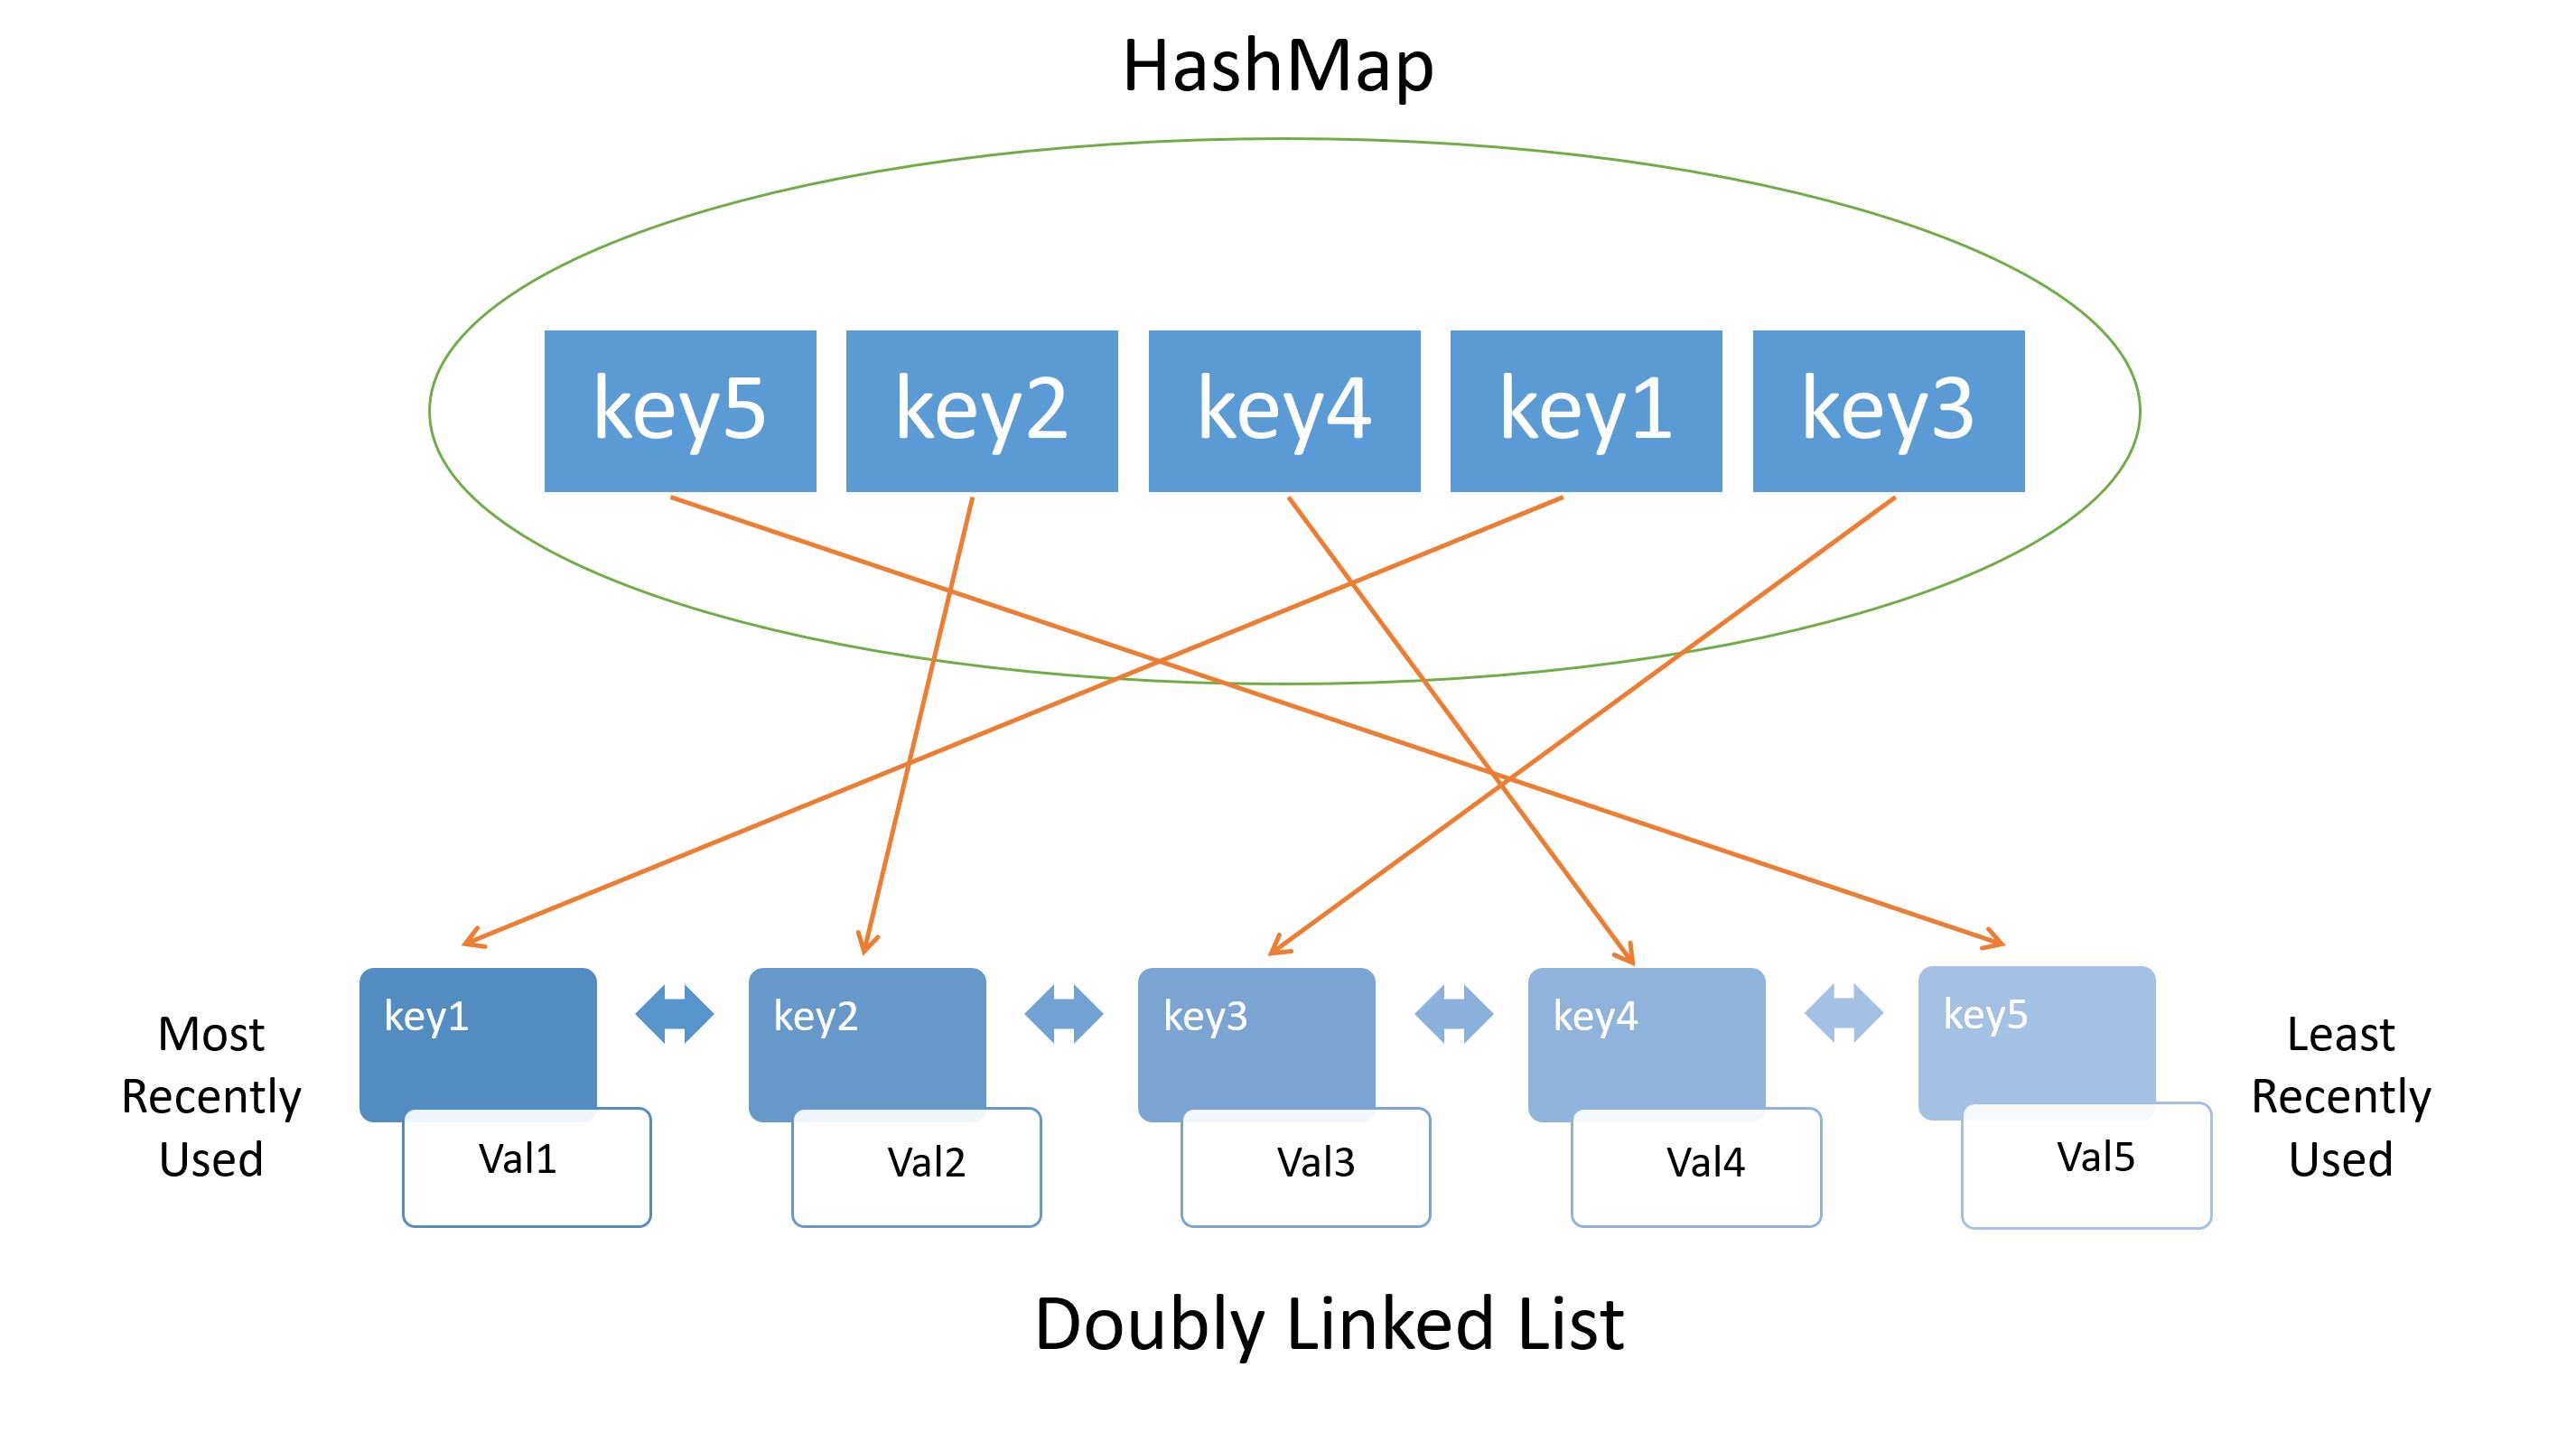 HashMap
key5 key2 key4 key1 key3
key1 key2 key3 key4 key5
Most
Recently
Used
Val1 Val2 Val3 Val4 Val5
Least
Recently
Used
Doubly Linked List